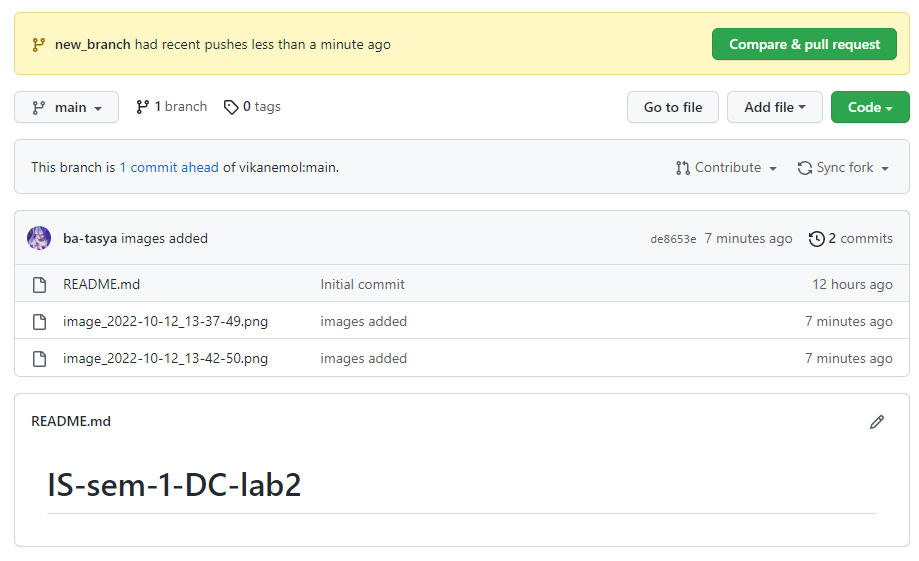 new_branch had recent pushes less than a minute ago Compare & pull request
main 1 branch 0 tags Go to file Add file Code
This branch is 1 commit ahead of vikanemol:main. Contribute Sync fork
ba-tasya images added de8653e 7 minutes ago 2 commits
README.md Initial commit 12 hours ago
image_2022-10-12_13-37-49.png images added 7 minutes ago
image_2022-10-12_13-42-50.png images added 7 minutes ago
README.md
IS-sem-1-DC-lab2